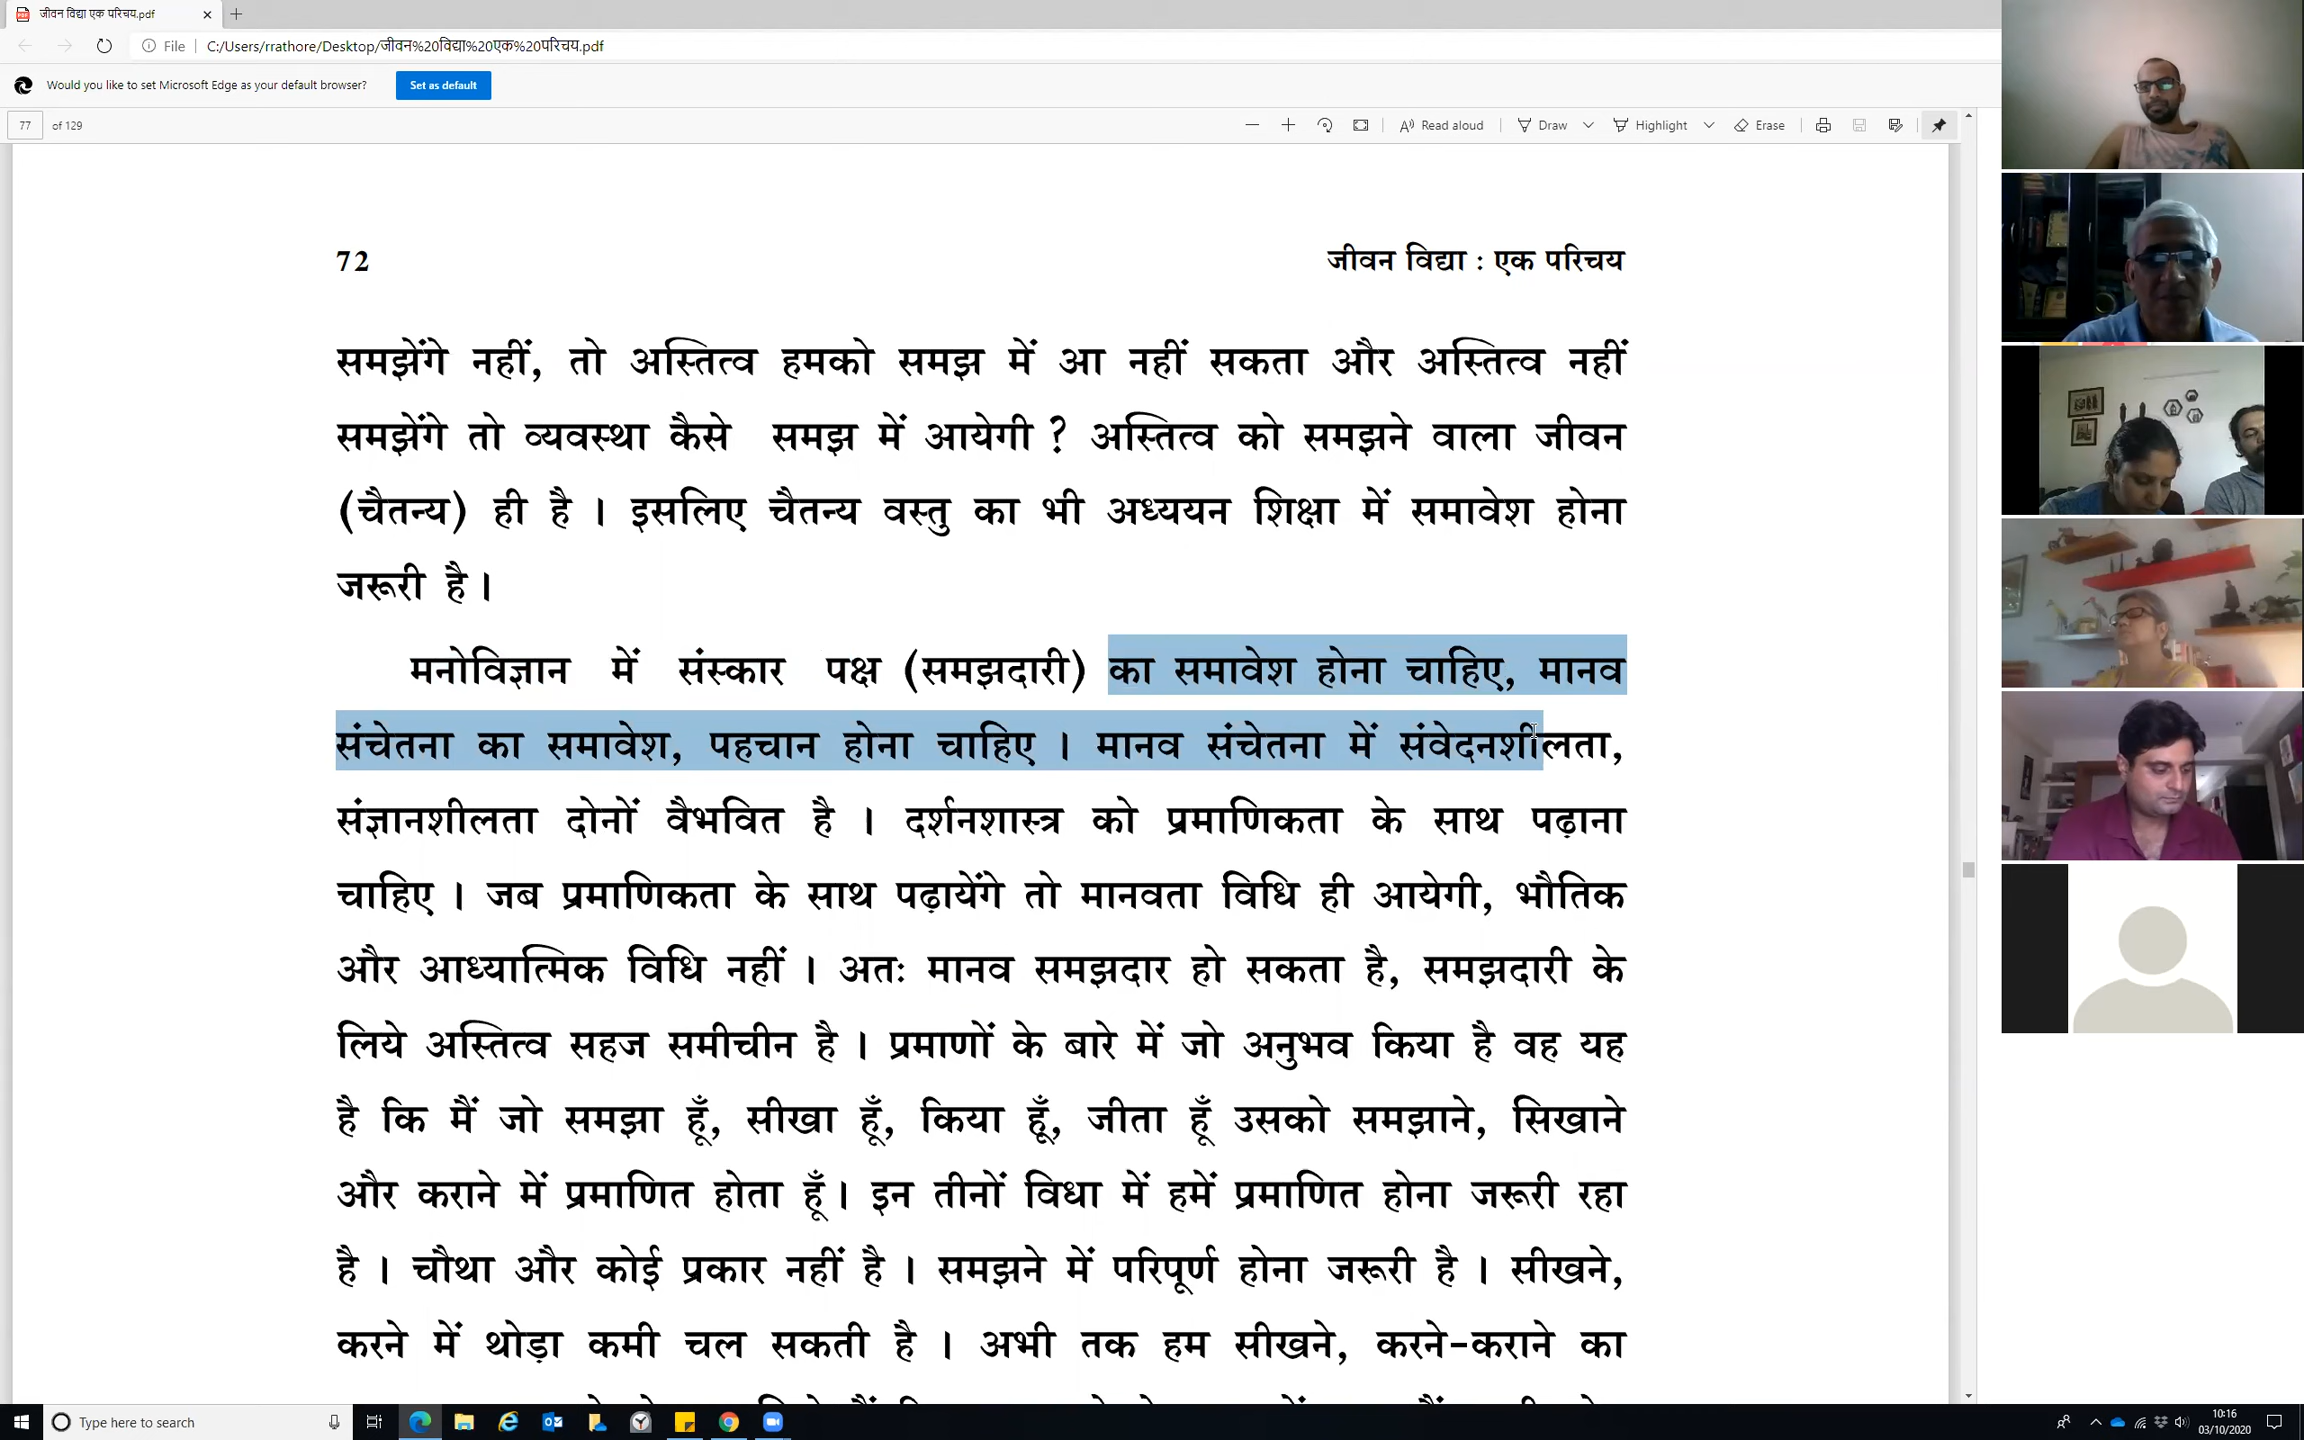 जीवन विद्या एक परिचय.pdf
File C:/Users/rrathore/Desktop/जीवन%20विद्या%20एक%20परिचय.pdf
Would you like to set Microsoft Edge as your default browser? Set as default
77 of 129 Read aloud Draw Highlight Erase
72 जीवन विद्या : एक परिचय
समझेंगे नहीं, तो अस्तित्व हमको समझ में आ नहीं सकता और अस्तित्व नहीं
समझेंगे तो व्यवस्था कैसे समझ में आयेगी ? अस्तित्व को समझने वाला जीवन
(चैतन्य) ही है । इसलिए चैतन्य वस्तु का भी अध्ययन शिक्षा में समावेश होना
जरूरी है ।
मनोविज्ञान में संस्कार पक्ष (समझदारी) का समावेश होना चाहिए, मानव
संचेतना का समावेश, पहचान होना चाहिए । मानव संचेतना में संवेदनशीलता,
संज्ञानशीलता दोनों वैभवित है । दर्शनशास्त्र को प्रमाणिकता के साथ पढ़ाना
चाहिए । जब प्रमाणिकता के साथ पढ़ायेंगे तो मानवता विधि ही आयेगी, भौतिक
और आध्यात्मिक विधि नहीं । अतः मानव समझदार हो सकता है, समझदारी के
लिये अस्तित्व सहज समीचीन है । प्रमाणों के बारे में जो अनुभव किया है वह यह
है कि मैं जो समझा हूँ, सीखा हूँ, किया हूँ, जीता हूँ उसको समझाने, सिखाने
और कराने में प्रमाणित होता हूँ । इन तीनों विधा में हमें प्रमाणित होना जरूरी रहा
है । चौथा और कोई प्रकार नहीं है । समझने में परिपूर्ण होना जरूरी है । सीखने,
करने में थोड़ा कमी चल सकती है । अभी तक हम सीखने, करने-कराने का
Type here to search
10:16
03/10/2020